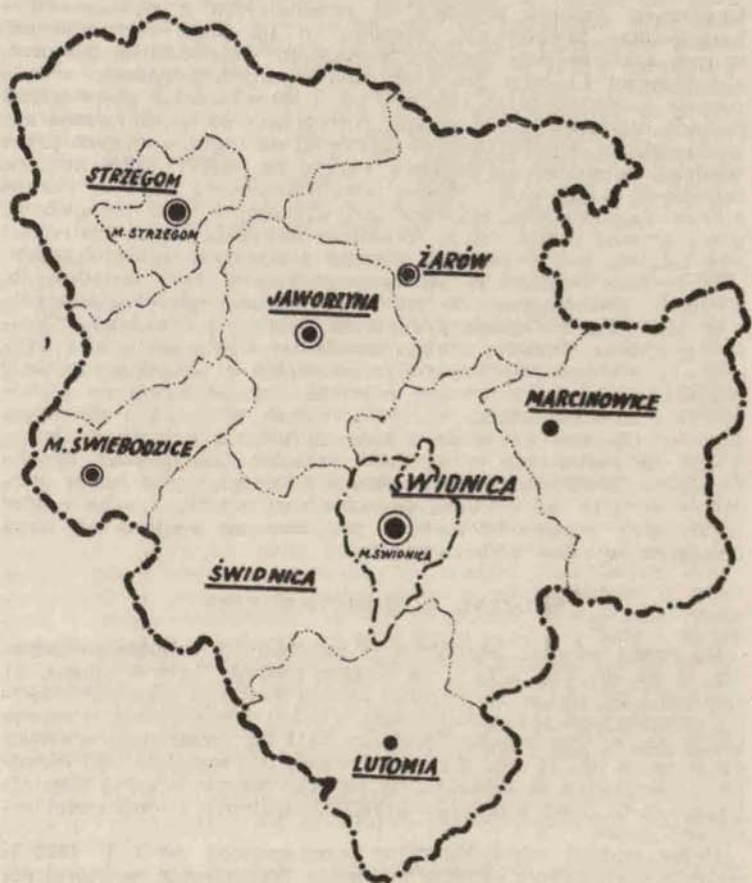 STRZEGOM
M. STRZEGOM
ŻARÓW
JAWORZYNA
MARCINOWICE
M. ŚWIEBODZICE
ŚWIDNICA
M. ŚWIDNICA
ŚWIDNICA
LUTOMIA